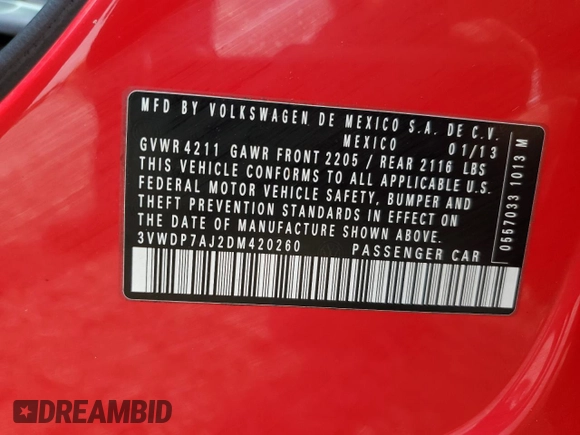 MFD BY VOLKSWAGEN DE MEXICO S.A. DE C.V.
MEXICO 01/13
GVWR 4211 GAWR FRONT 2205 / REAR 2116 LBS
THIS VEHICLE CONFORMS TO ALL APPLICABLE U.S.
FEDERAL MOTOR VEHICLE SAFETY, BUMPER AND
THEFT PREVENTION STANDARDS IN EFFECT ON
THE DATE OF MANUFACTURE SHOWN ABOVE.
3VWDP7AJ2DM420260 PASSENGER CAR
0557033 1013 M
DREAMBID